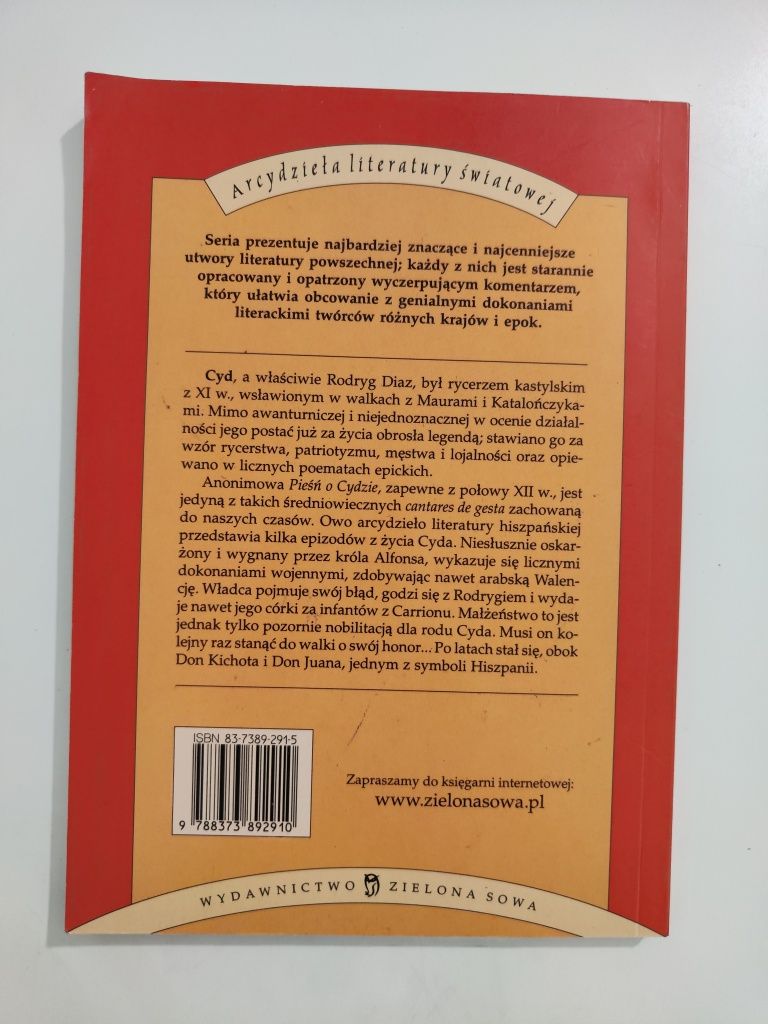 Arcydzieła literatury światowej
Seria prezentuje najbardziej znaczące i najcenniejsze
utwory literatury powszechnej; każdy z nich jest starannie
opracowany i opatrzony wyczerpującym komentarzem,
który ułatwia obcowanie z genialnymi dokonaniami
literackimi twórców różnych krajów i epok.
Cyd, a właściwie Rodryg Diaz, był rycerzem kastylskim
z XI w., wsławionym w walkach z Maurami i Katalończyka-
mi. Mimo awanturniczej i niejednoznacznej w ocenie działal-
ności jego postać już za życia obrosła legendą; stawiano go za
wzór rycerstwa, patriotyzmu, męstwa i lojalności oraz opie-
wano w licznych poematach epickich.
Anonimowa Pieśń o Cydzie, zapewne z połowy XII w., jest
jedyną z takich średniowiecznych cantares de gesta zachowaną
do naszych czasów. Owo arcydzieło literatury hiszpańskiej
przedstawia kilka epizodów z życia Cyda. Niesłusznie oskar-
żony i wygnany przez króla Alfonsa, wykazuje się licznymi
dokonaniami wojennymi, zdobywając nawet arabską Walen-
cję. Władca pojmuje swój błąd, godzi się z Rodrygiem i wyda-
je nawet jego córki za infantów z Carrionu. Małżeństwo to jest
jednak tylko pozornie nobilitacją dla rodu Cyda. Musi on ko-
lejny raz stanąć do walki o swój honor... Po latach stał się, obok
Don Kichota i Don Juana, jednym z symboli Hiszpanii.
ISBN 83-7389-291-5
9 788373 892910
Zapraszamy do księgarni internetowej:
www.zielonasowa.pl
WYDAWNICTWO ZIELONA SOWA